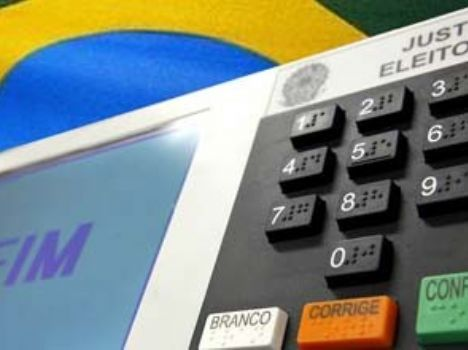 JUST
ELEITO
1 2 3
4 5 6
7 8 9
0
FIM
BRANCO
CORRIGE
CONF